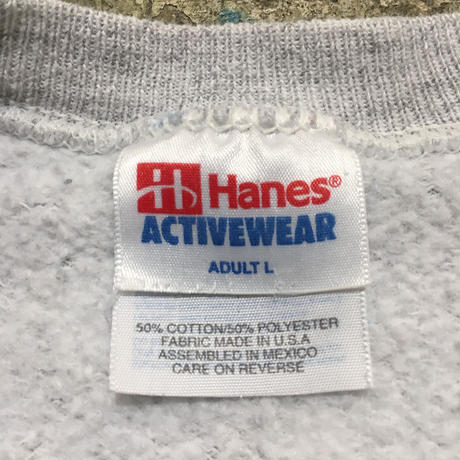 Hanes®
ACTIVEWEAR
ADULT L
50% COTTON/50% POLYESTER
FABRIC MADE IN U.S.A
ASSEMBLED IN MEXICO
CARE ON REVERSE